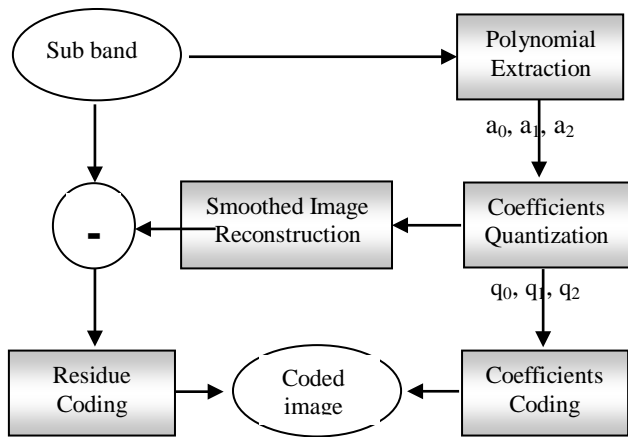 Sub band
Polynomial
Extraction
a₀, a₁, a₂
-
Smoothed Image
Reconstruction
Coefficients
Quantization
q₀, q₁, q₂
Residue
Coding
Coded
image
Coefficients
Coding